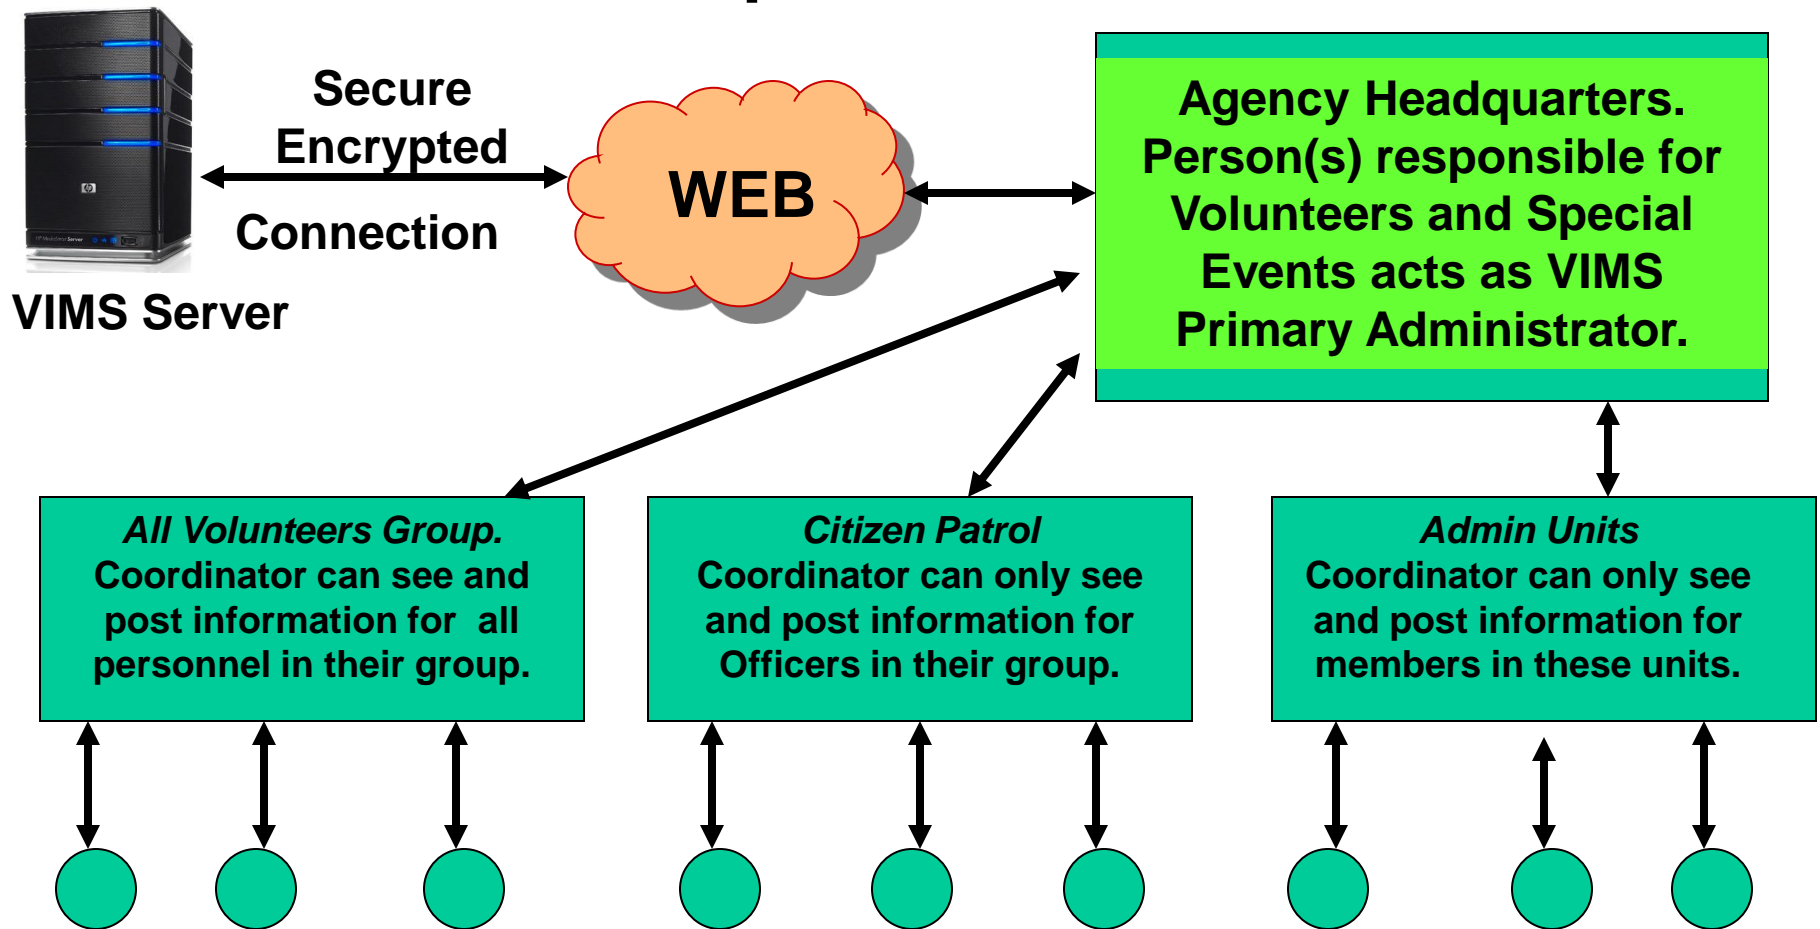 Secure
Encrypted
Connection
VIMS Server
WEB
Agency Headquarters.
Person(s) responsible for
Volunteers and Special
Events acts as VIMS
Primary Administrator.
All Volunteers Group.
Coordinator can see and
post information for all
personnel in their group.
Citizen Patrol
Coordinator can only see
and post information for
Officers in their group.
Admin Units
Coordinator can only see
and post information for
members in these units.